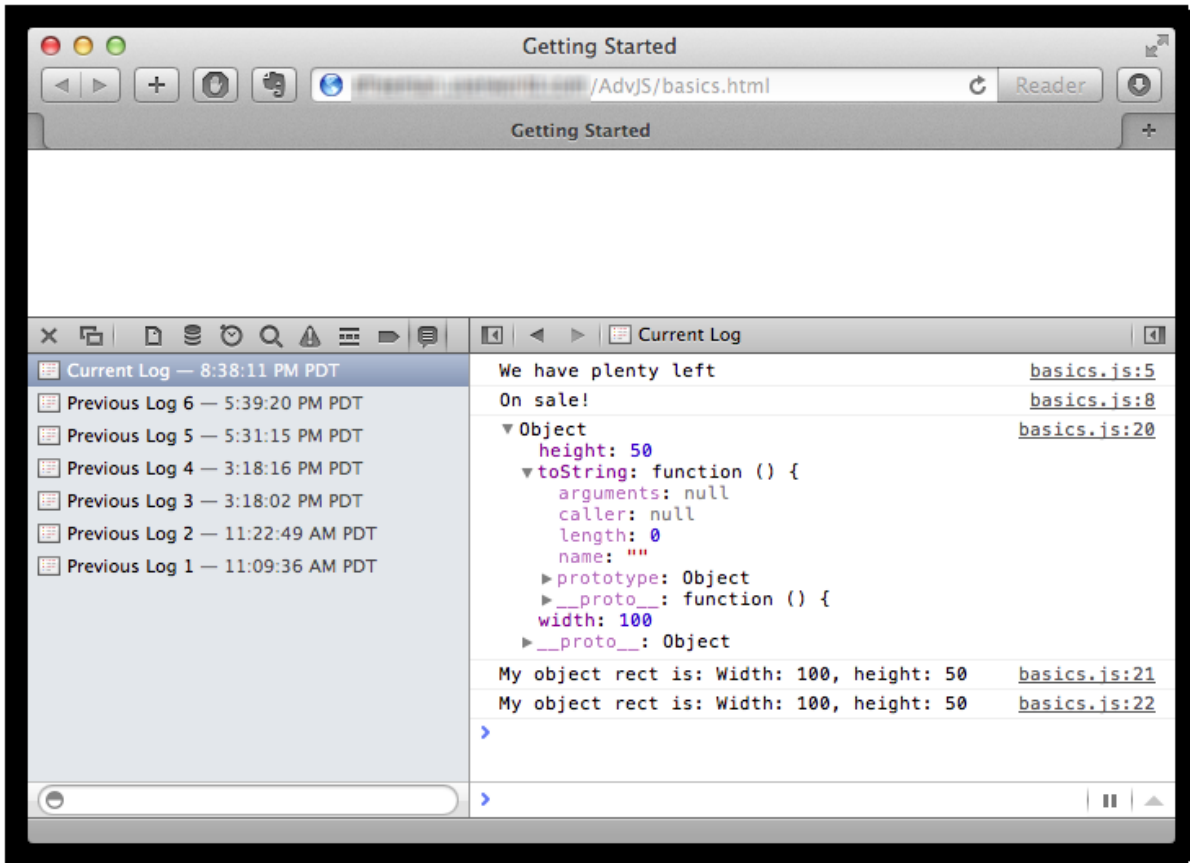 Getting Started
/AdvJS/basics.html
Reader
Getting Started
Current Log
Current Log — 8:38:11 PM PDT
Previous Log 6 — 5:39:20 PM PDT
Previous Log 5 — 5:31:15 PM PDT
Previous Log 4 — 3:18:16 PM PDT
Previous Log 3 — 3:18:02 PM PDT
Previous Log 2 — 11:22:49 AM PDT
Previous Log 1 — 11:09:36 AM PDT
We have plenty left basics.js:5
On sale! basics.js:8
▼Object basics.js:20
height: 50
▼toString: function () {
arguments: null
caller: null
length: 0
name: ""
▶prototype: Object
▶__proto__: function () {
width: 100
▶__proto__: Object
My object rect is: Width: 100, height: 50 basics.js:21
My object rect is: Width: 100, height: 50 basics.js:22